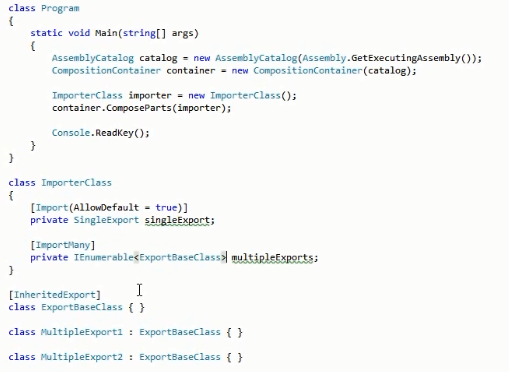 class Program
{
    static void Main(string[] args)
    {
        AssemblyCatalog catalog = new AssemblyCatalog(Assembly.GetExecutingAssembly());
        CompositionContainer container = new CompositionContainer(catalog);

        ImporterClass importer = new ImporterClass();
        container.ComposeParts(importer);

        Console.ReadKey();
    }
}

class ImporterClass
{
    [Import(AllowDefault = true)]
    private SingleExport singleExport;

    [ImportMany]
    private IEnumerable<ExportBaseClass> multipleExports;
}

[InheritedExport]
class ExportBaseClass { }

class MultipleExport1 : ExportBaseClass { }

class MultipleExport2 : ExportBaseClass { }